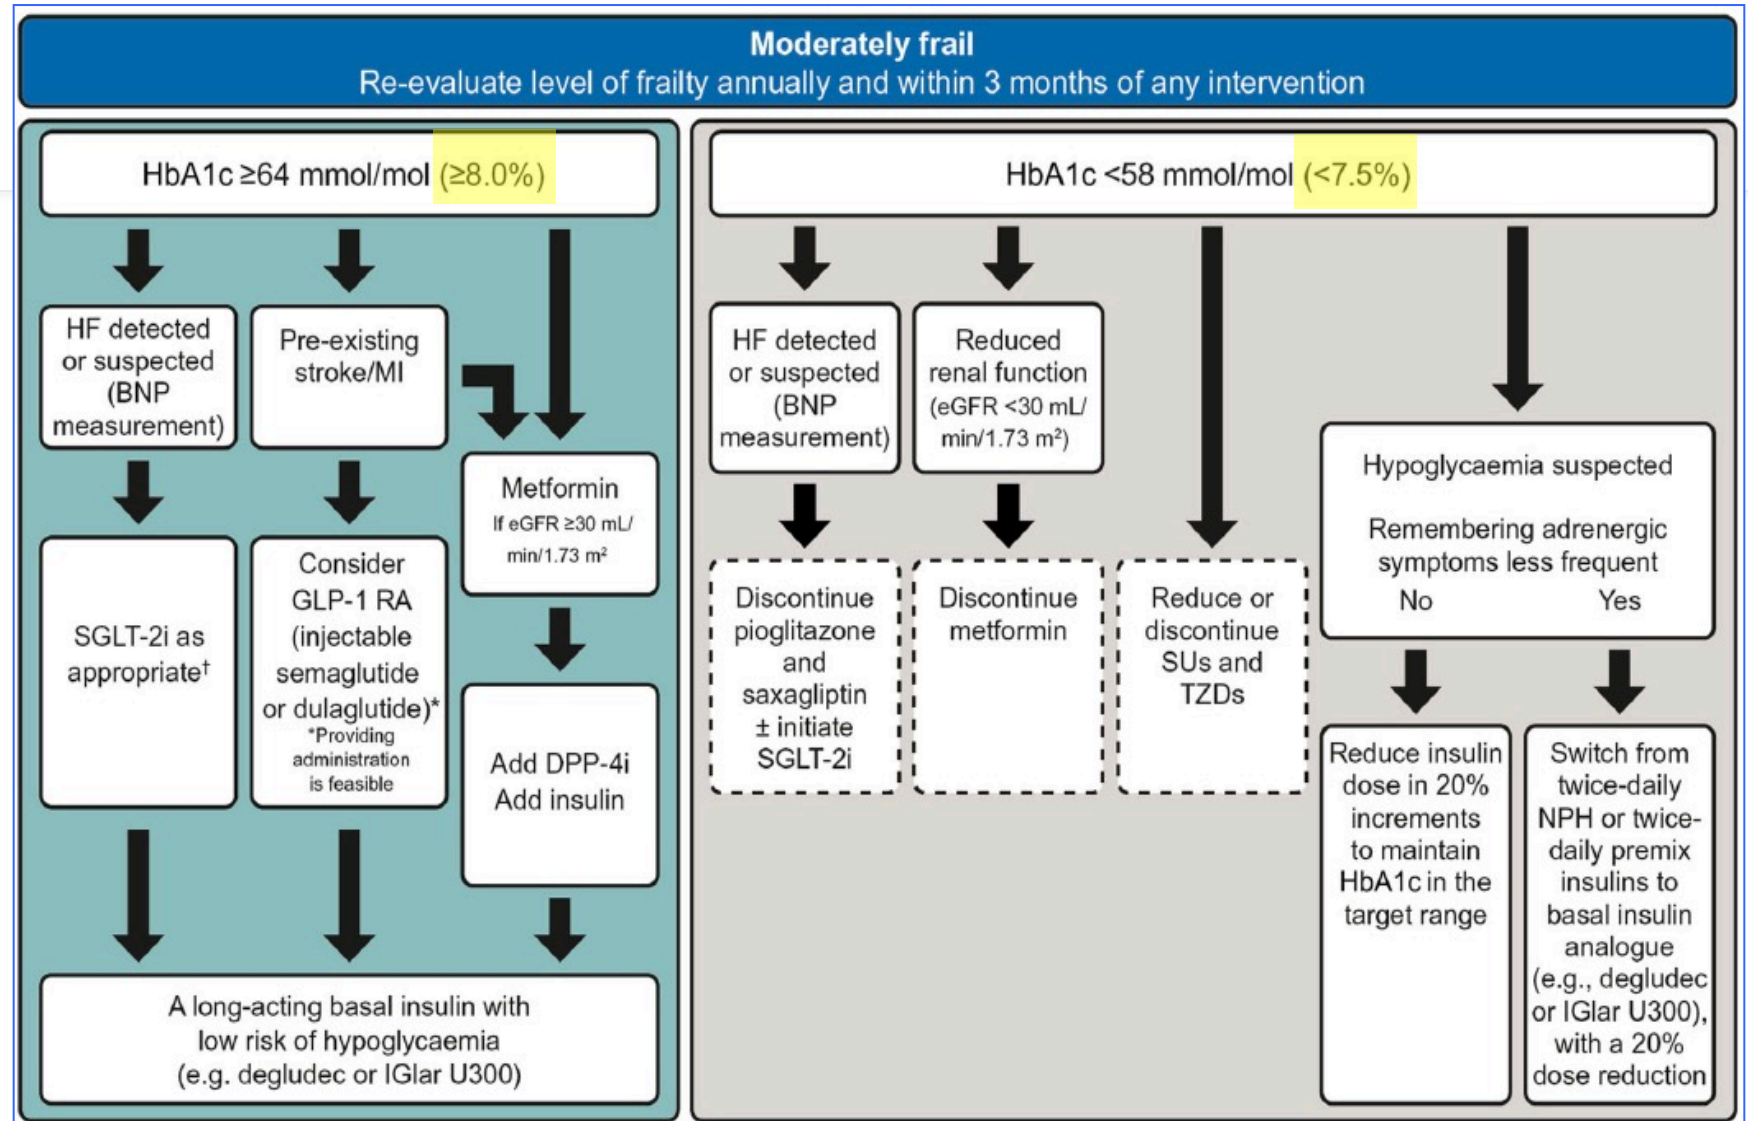 Moderately frail
Re-evaluate level of frailty annually and within 3 months of any intervention
HbA1c ≥64 mmol/mol (≥8.0%)
HF detected
or suspected
(BNP
measurement)
Pre-existing
stroke/MI
Metformin
If eGFR ≥30 mL/
min/1.73 m²
SGLT-2i as
appropriate†
Consider
GLP-1 RA
(injectable
semaglutide
or dulaglutide)*
*Providing
administration
is feasible
Add DPP-4i
Add insulin
A long-acting basal insulin with
low risk of hypoglycaemia
(e.g. degludec or IGlar U300)
HbA1c <58 mmol/mol (<7.5%)
HF detected
or suspected
(BNP
measurement)
Reduced
renal function
(eGFR <30 mL/
min/1.73 m²)
Hypoglycaemia suspected
Remembering adrenergic
symptoms less frequent
No Yes
Discontinue
pioglitazone
and
saxagliptin
± initiate
SGLT-2i
Discontinue
metformin
Reduce or
discontinue
SUs and
TZDs
Reduce insulin
dose in 20%
increments
to maintain
HbA1c in the
target range
Switch from
twice-daily
NPH or twice-
daily premix
insulins to
basal insulin
analogue
(e.g., degludec
or IGlar U300),
with a 20%
dose reduction